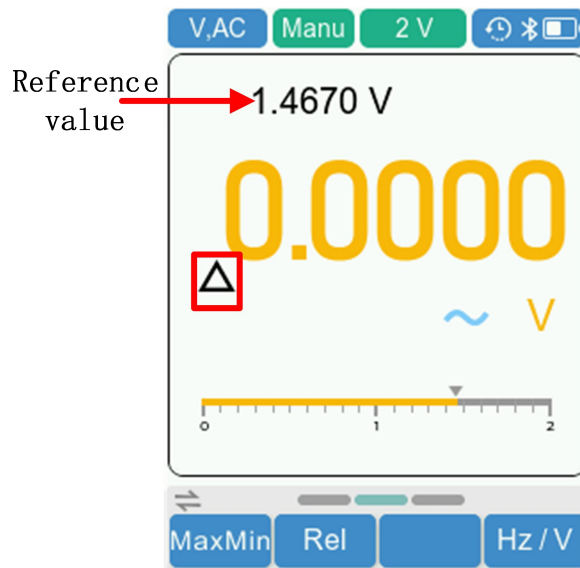 V,AC Manu 2 V
Reference
value
1.4670 V
0.0000
△
~ V
0 1 2
MaxMin Rel Hz / V